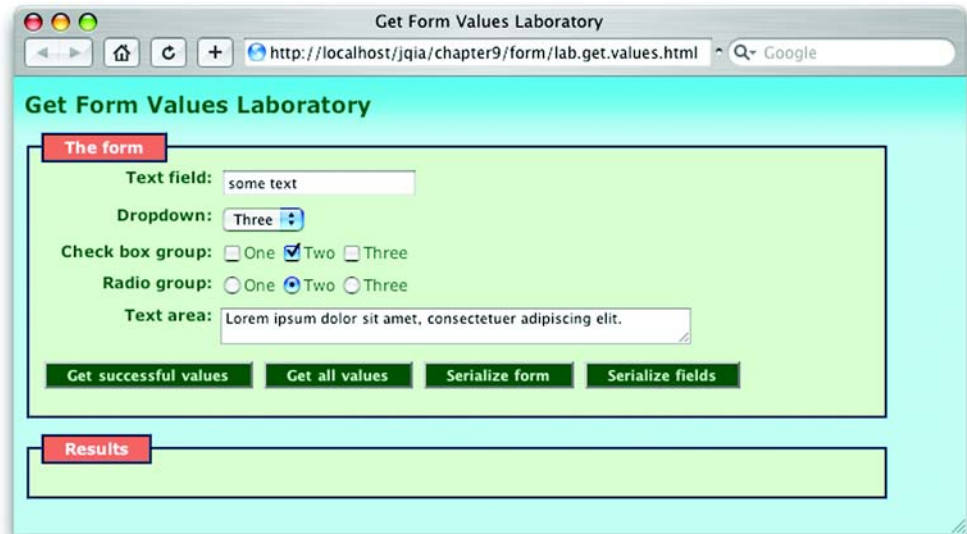 Get Form Values Laboratory
http://localhost/jqia/chapter9/form/lab.get.values.html
Google
Get Form Values Laboratory
The form
Text field: some text
Dropdown: Three
Check box group: One Two Three
Radio group: One Two Three
Text area: Lorem ipsum dolor sit amet, consectetuer adipiscing elit.
Get successful values Get all values Serialize form Serialize fields
Results